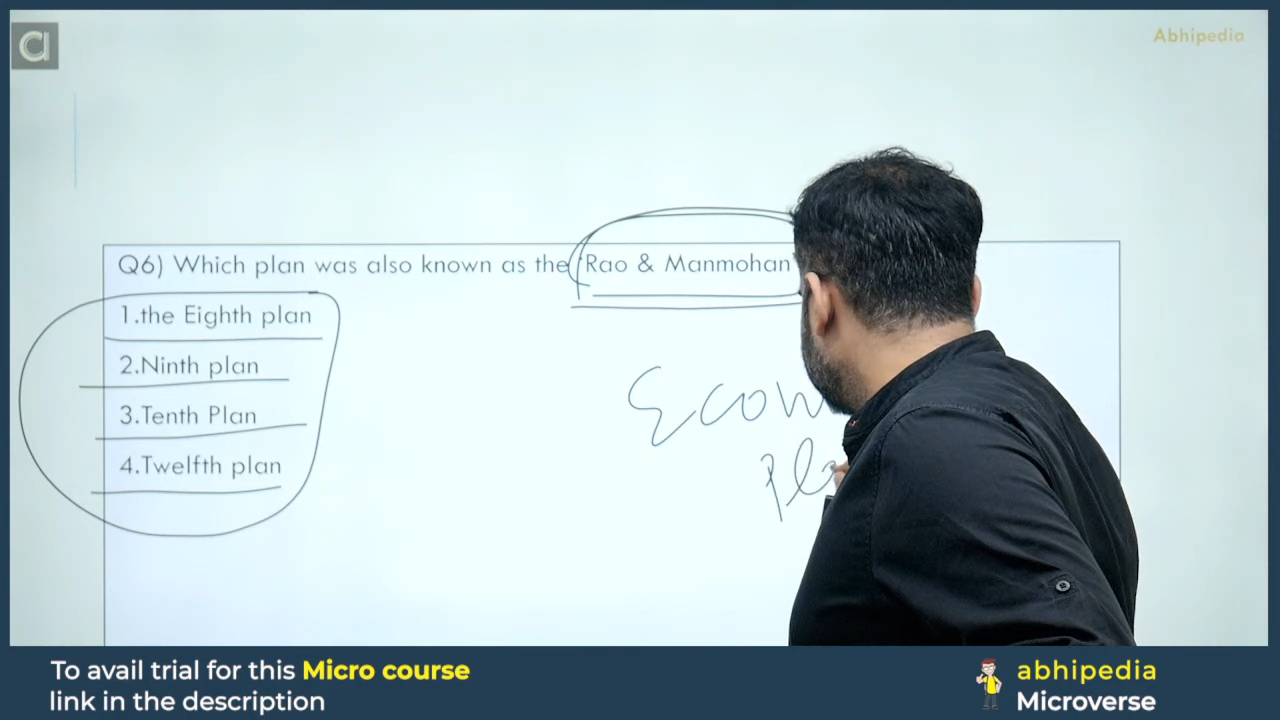 a
Abhipedia
Q6) Which plan was also known as the 'Rao & Manmohan
1.the Eighth plan
2.Ninth plan
3.Tenth Plan
4.Twelfth plan
To avail trial for this Micro course
link in the description
abhipedia
Microverse